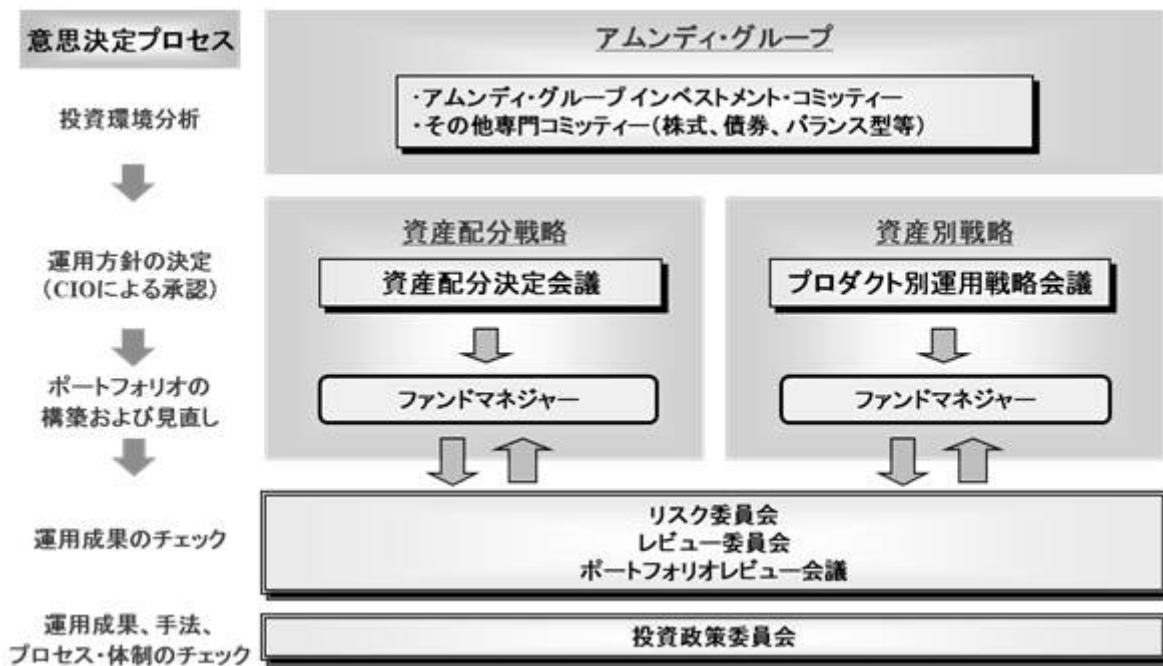 意思決定プロセス
アムンディ・グループ
投資環境分析
・アムンディ・グループ インベストメント・コミッティー
・その他専門コミッティー（株式、債券、バランス型等）
資産配分戦略
資産別戦略
運用方針の決定
（CIOによる承認）
資産配分決定会議
プロダクト別運用戦略会議
ポートフォリオの
構築および見直し
ファンドマネジャー
ファンドマネジャー
運用成果のチェック
リスク委員会
レビュー委員会
ポートフォリオレビュー会議
運用成果、手法、
プロセス・体制のチェック
投資政策委員会